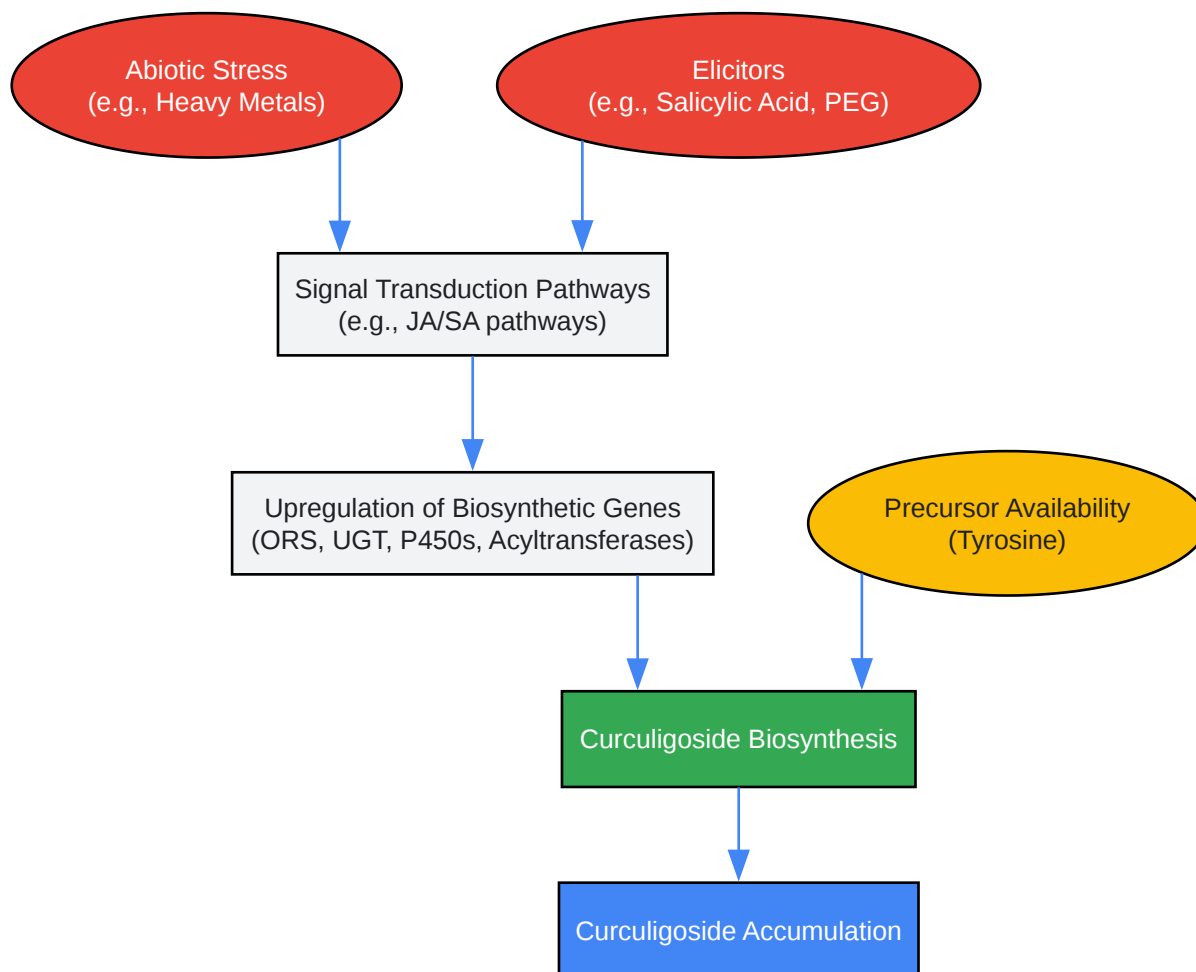 Abiotic Stress
(e.g., Heavy Metals)
Elicitors
(e.g., Salicylic Acid, PEG)
Signal Transduction Pathways
(e.g., JA/SA pathways)
Upregulation of Biosynthetic Genes
(ORS, UGT, P450s, Acyltransferases)
Precursor Availability
(Tyrosine)
Curculigoside Biosynthesis
Curculigoside Accumulation